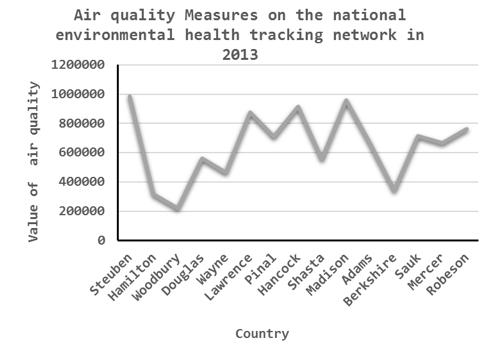 Air quality Measures on the national
environmental health tracking network in
2013
Value of air quality
1200000
1000000
800000
600000
400000
200000
0
Steuben
Hamilton
Woodbury
Douglas
Wayne
Lawrence
Pinal
Hancock
Shasta
Madison
Adams
Berkshire
Sauk
Mercer
Robeson
Country